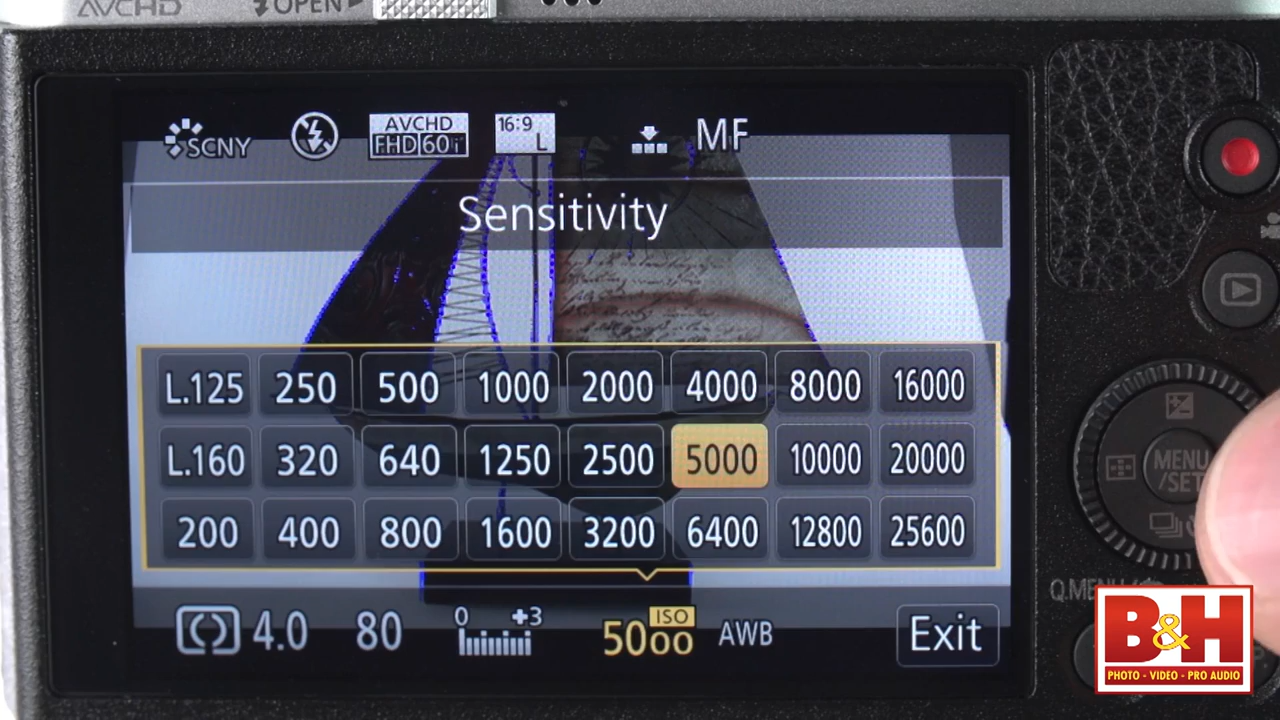 AVCHD OPEN
SCNY AVCHD FHD 60i 16:9 L MF
Sensitivity
L.125 250 500 1000 2000 4000 8000 16000
L.160 320 640 1250 2500 5000 10000 20000
200 400 800 1600 3200 6400 12800 25600
4.0 80 0 +3 ISO 5000 AWB Exit
MENU
/SET
Q.MENU/
B&H
PHOTO - VIDEO - PRO AUDIO